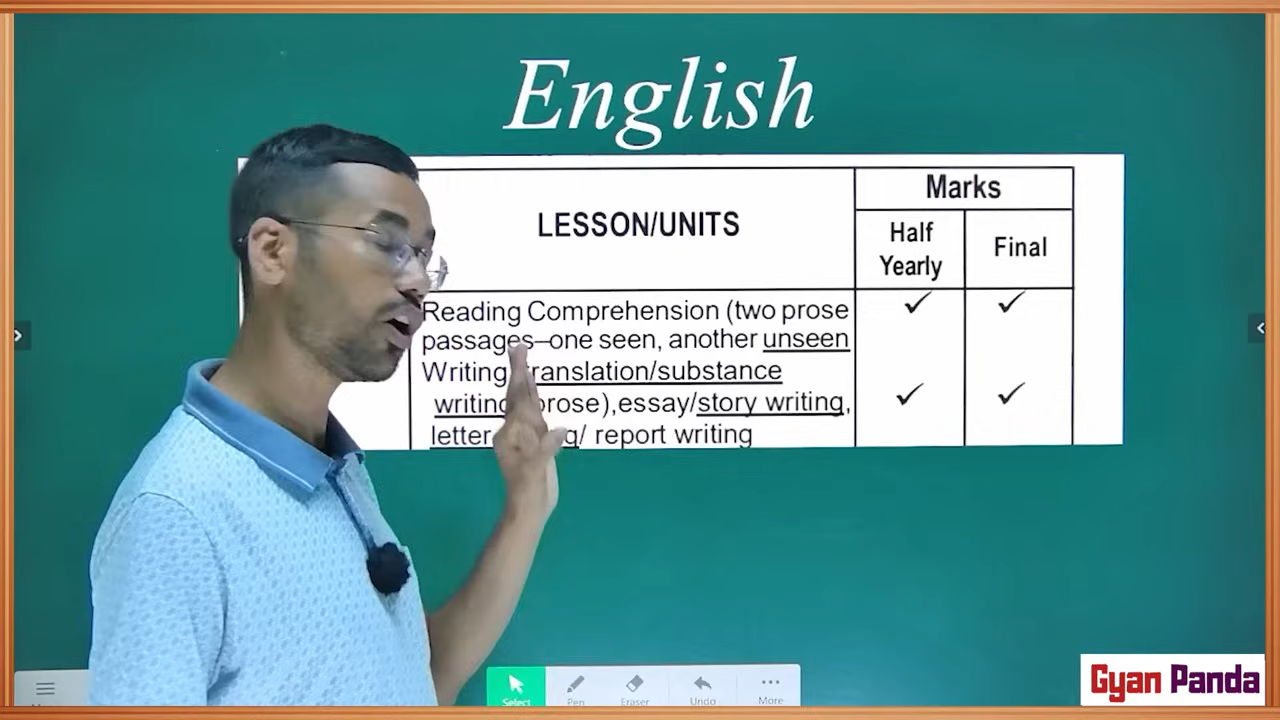 English
LESSON/UNITS
Marks
Half
Yearly
Final
Reading Comprehension (two prose
passages–one seen, another unseen
Writing translation/substance
writing prose),essay/story writing,
letter / report writing
Select
Pen
Eraser
Undo
More
Gyan Panda